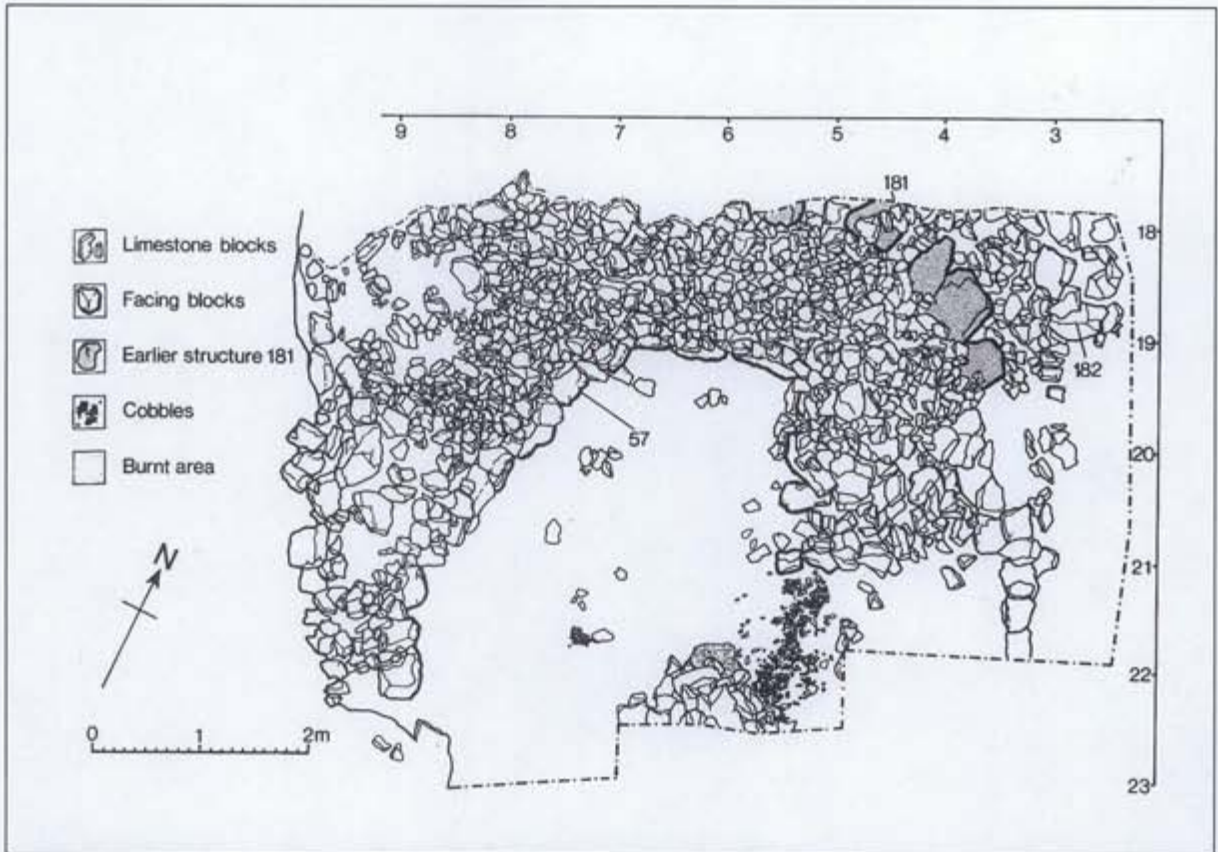 9 8 7 6 5 4 3
181
18
Limestone blocks
Facing blocks
19
Earlier structure 181
182
Cobbles
57
Burnt area
20
N
21
22
0 1 2m
23